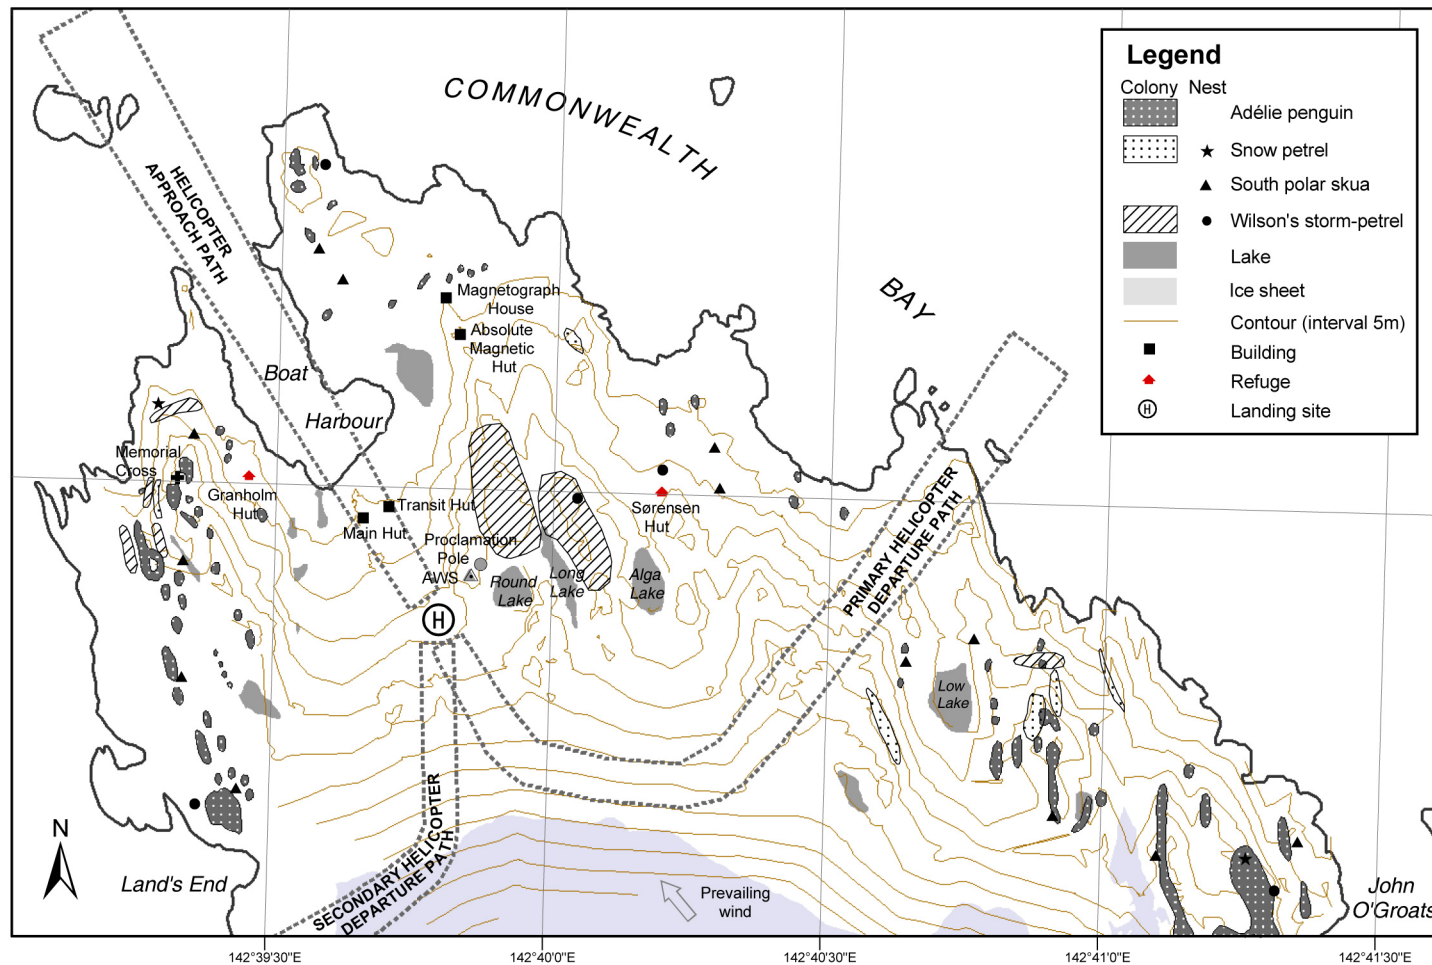 COMMONWEALTH
BAY
HELICOPTER
APPROACH PATH
Boat
Harbour
Magnetograph
House
Absolute
Magnetic
Hut
Memorial
Cross
Granholm
Hut
Transit Hut
Main Hut
Proclamation
Pole
AWS
Round
Lake
Long
Lake
Alga
Lake
Sørensen
Hut
H
PRIMARY HELICOPTER
DEPARTURE PATH
Low
Lake
SECONDARY HELICOPTER
DEPARTURE PATH
Prevailing
wind
N
Land's End
John
O'Groats
Legend
Colony Nest
Adélie penguin
Snow petrel
South polar skua
Wilson's storm-petrel
Lake
Ice sheet
Contour (interval 5m)
Building
Refuge
H Landing site
142°39'30"E
142°40'0"E
142°40'30"E
142°41'0"E
142°41'30"E